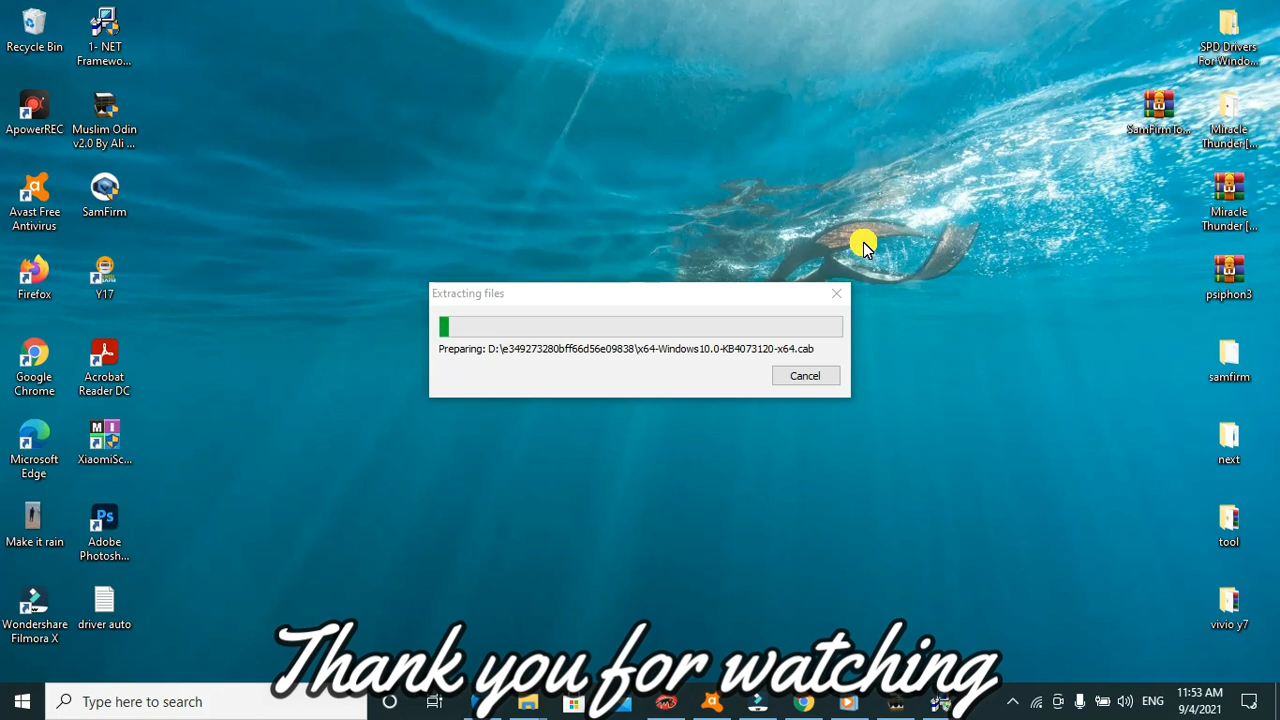 Recycle Bin
1- NET
Framewo...
ApowerREC
Muslim Odin
v2.0 By Ali ...
Avast Free
Antivirus
SamFirm
Firefox
Y17
Google
Chrome
Acrobat
Reader DC
Microsoft
Edge
XiaomiSc...
Make it rain
Adobe
Photosh...
Wondershare
Filmora X
driver auto
SPD Drivers
For Windo...
SamFirmTo...
Miracle
Thunder [...
Miracle
Thunder [...
psiphon3
samfirm
next
tool
vivio y7
Extracting files
Preparing: D:\e349273280bff66d56e09838\x64-Windows10.0-KB4073120-x64.cab
Cancel
Thank you for watching
Type here to search
ENG
11:53 AM
9/4/2021